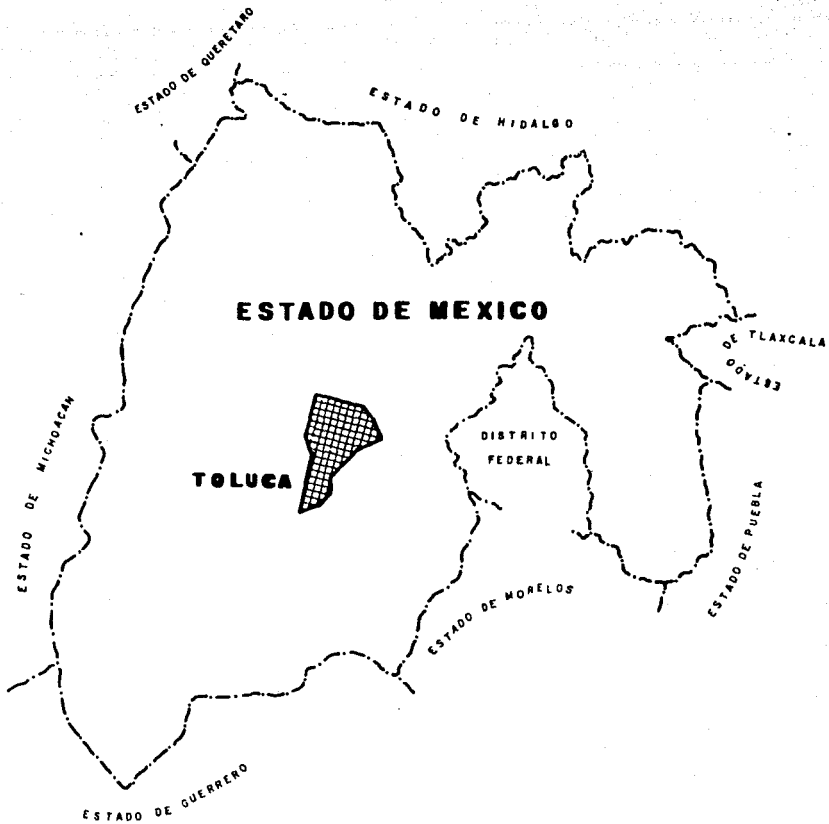 ESTADO DE QUERETARO
ESTADO DE HIDALGO
ESTADO DE MEXICO
ESTADO DE TLAXCALA
ESTADO DE MICHOACAN
DISTRITO
FEDERAL
TOLUCA
ESTADO DE PUEBLA
ESTADO DE MORELOS
ESTADO DE GUERRERO